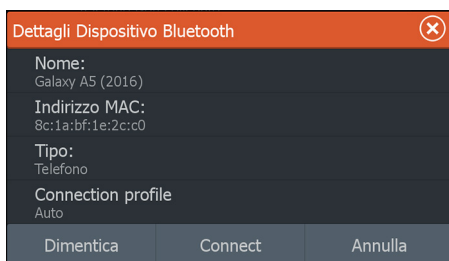 Dettagli Dispositivo Bluetooth
Nome:
Galaxy A5 (2016)
Indirizzo MAC:
8c:1a:bf:1e:2c:c0
Tipo:
Telefono
Connection profile
Auto
Dimentica Connect Annulla